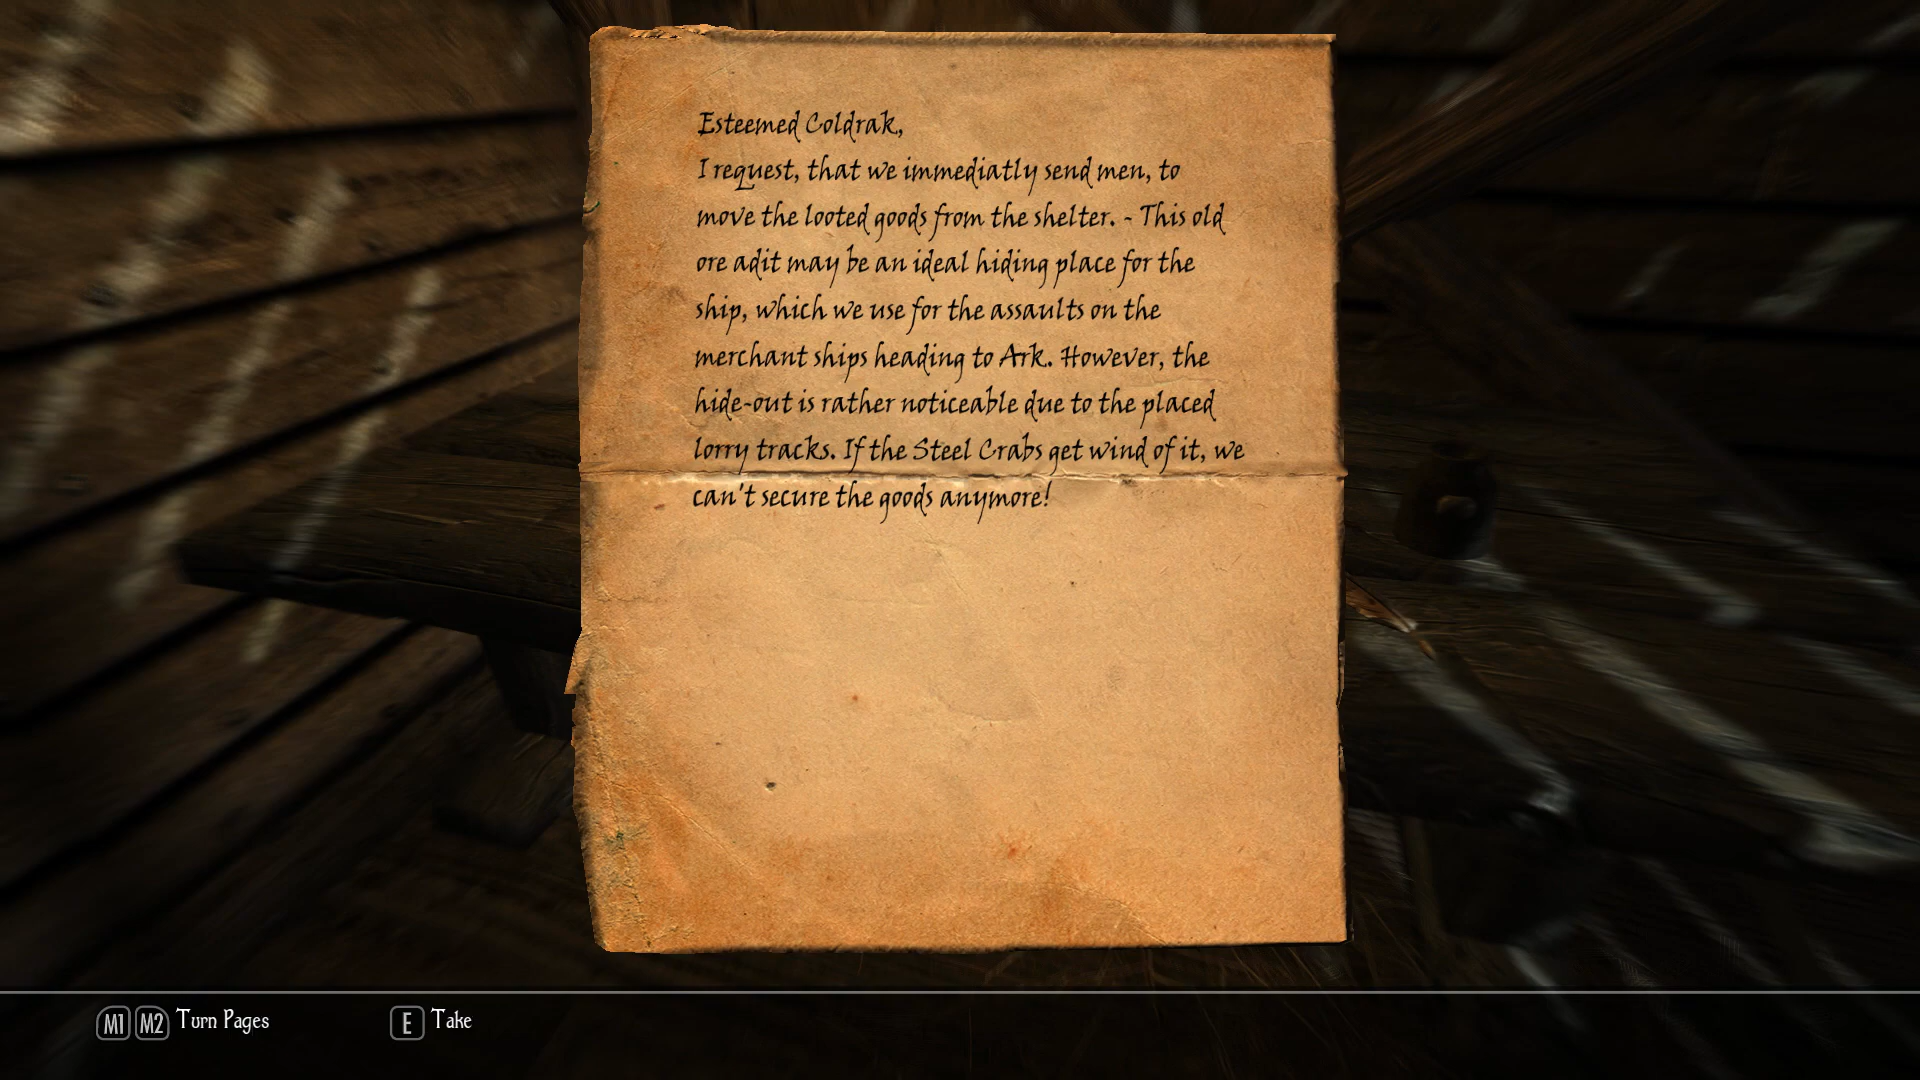 Esteemed Coldrak,
I request, that we immediatly send men, to
move the looted goods from the shelter. - This old
ore adit may be an ideal hiding place for the
ship, which we use for the assaults on the
merchant ships heading to Ark. However, the
hide-out is rather noticeable due to the placed
lorry tracks. If the Steel Crabs get wind of it, we
can't secure the goods anymore!
M1 M2 Turn Pages
E Take